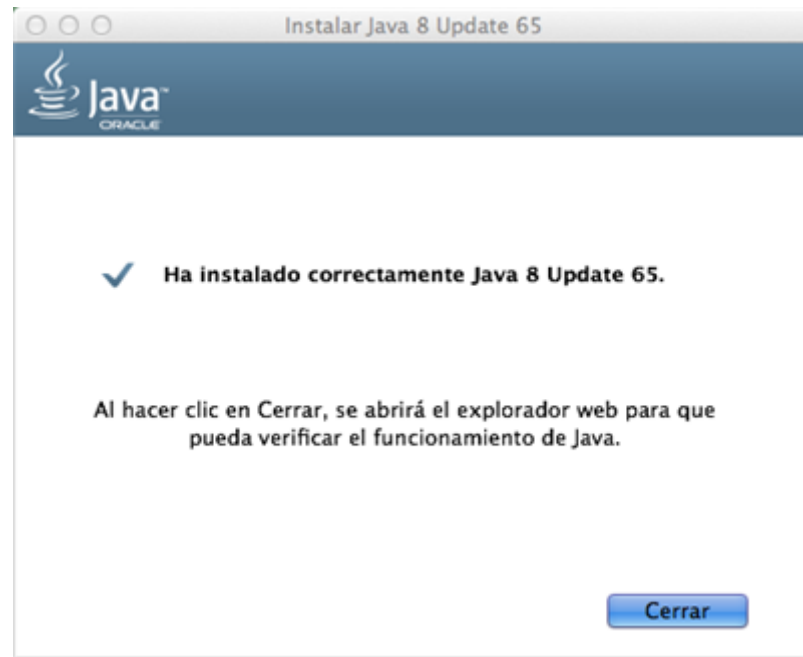 Instalar Java 8 Update 65
Java™
ORACLE
Ha instalado correctamente Java 8 Update 65.
Al hacer clic en Cerrar, se abrirá el explorador web para que
pueda verificar el funcionamiento de Java.
Cerrar